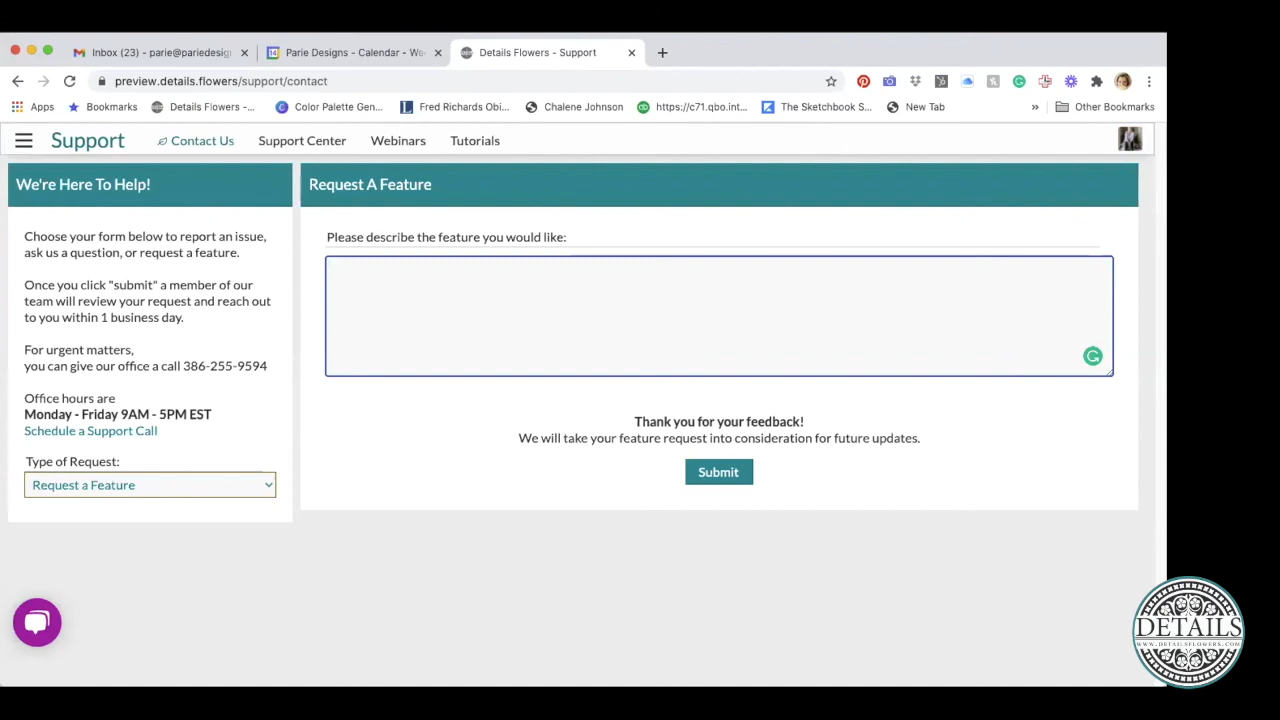 Inbox (23) - parie@pariedesig
Parie Designs - Calendar - We
Details Flowers - Support
preview.details.flowers/support/contact
Apps
Bookmarks
Details Flowers -...
Color Palette Gen...
Fred Richards Obi...
Chalene Johnson
https://c71.qbo.int...
The Sketchbook S...
New Tab
»
Other Bookmarks
Support
Contact Us
Support Center
Webinars
Tutorials
We're Here To Help!
Choose your form below to report an issue,
ask us a question, or request a feature.
Once you click "submit" a member of our
team will review your request and reach out
to you within 1 business day.
For urgent matters,
you can give our office a call 386-255-9594
Office hours are
Monday - Friday 9AM - 5PM EST
Schedule a Support Call
Type of Request:
Request a Feature
Request A Feature
Please describe the feature you would like:
Thank you for your feedback!
We will take your feature request into consideration for future updates.
Submit
DETAILS
WWW.DETAILSFLOWERS.COM